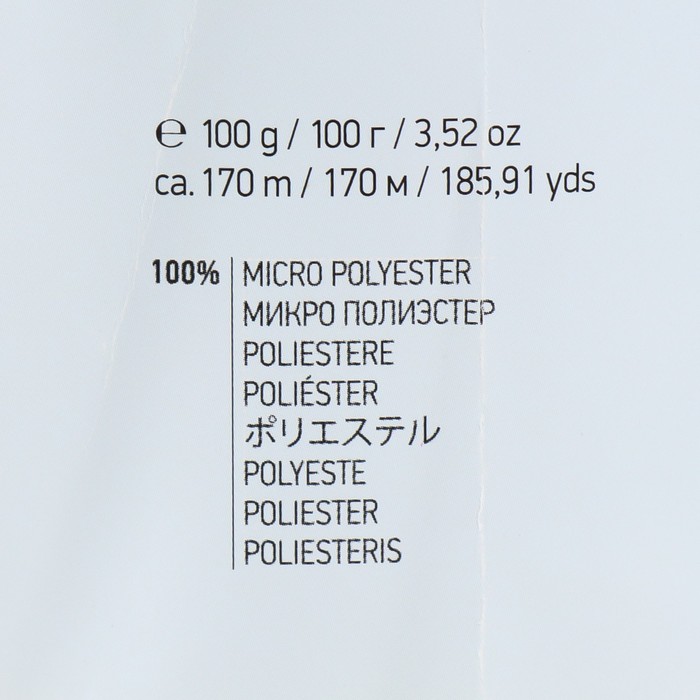 ℮ 100 g / 100 г / 3,52 oz
ca. 170 m / 170 м / 185,91 yds
100% MICRO POLYESTER
МИКРО ПОЛИЭСТЕР
POLIESTERE
POLIÉSTER
ポリエステル
POLYESTE
POLIESTER
POLIESTERIS